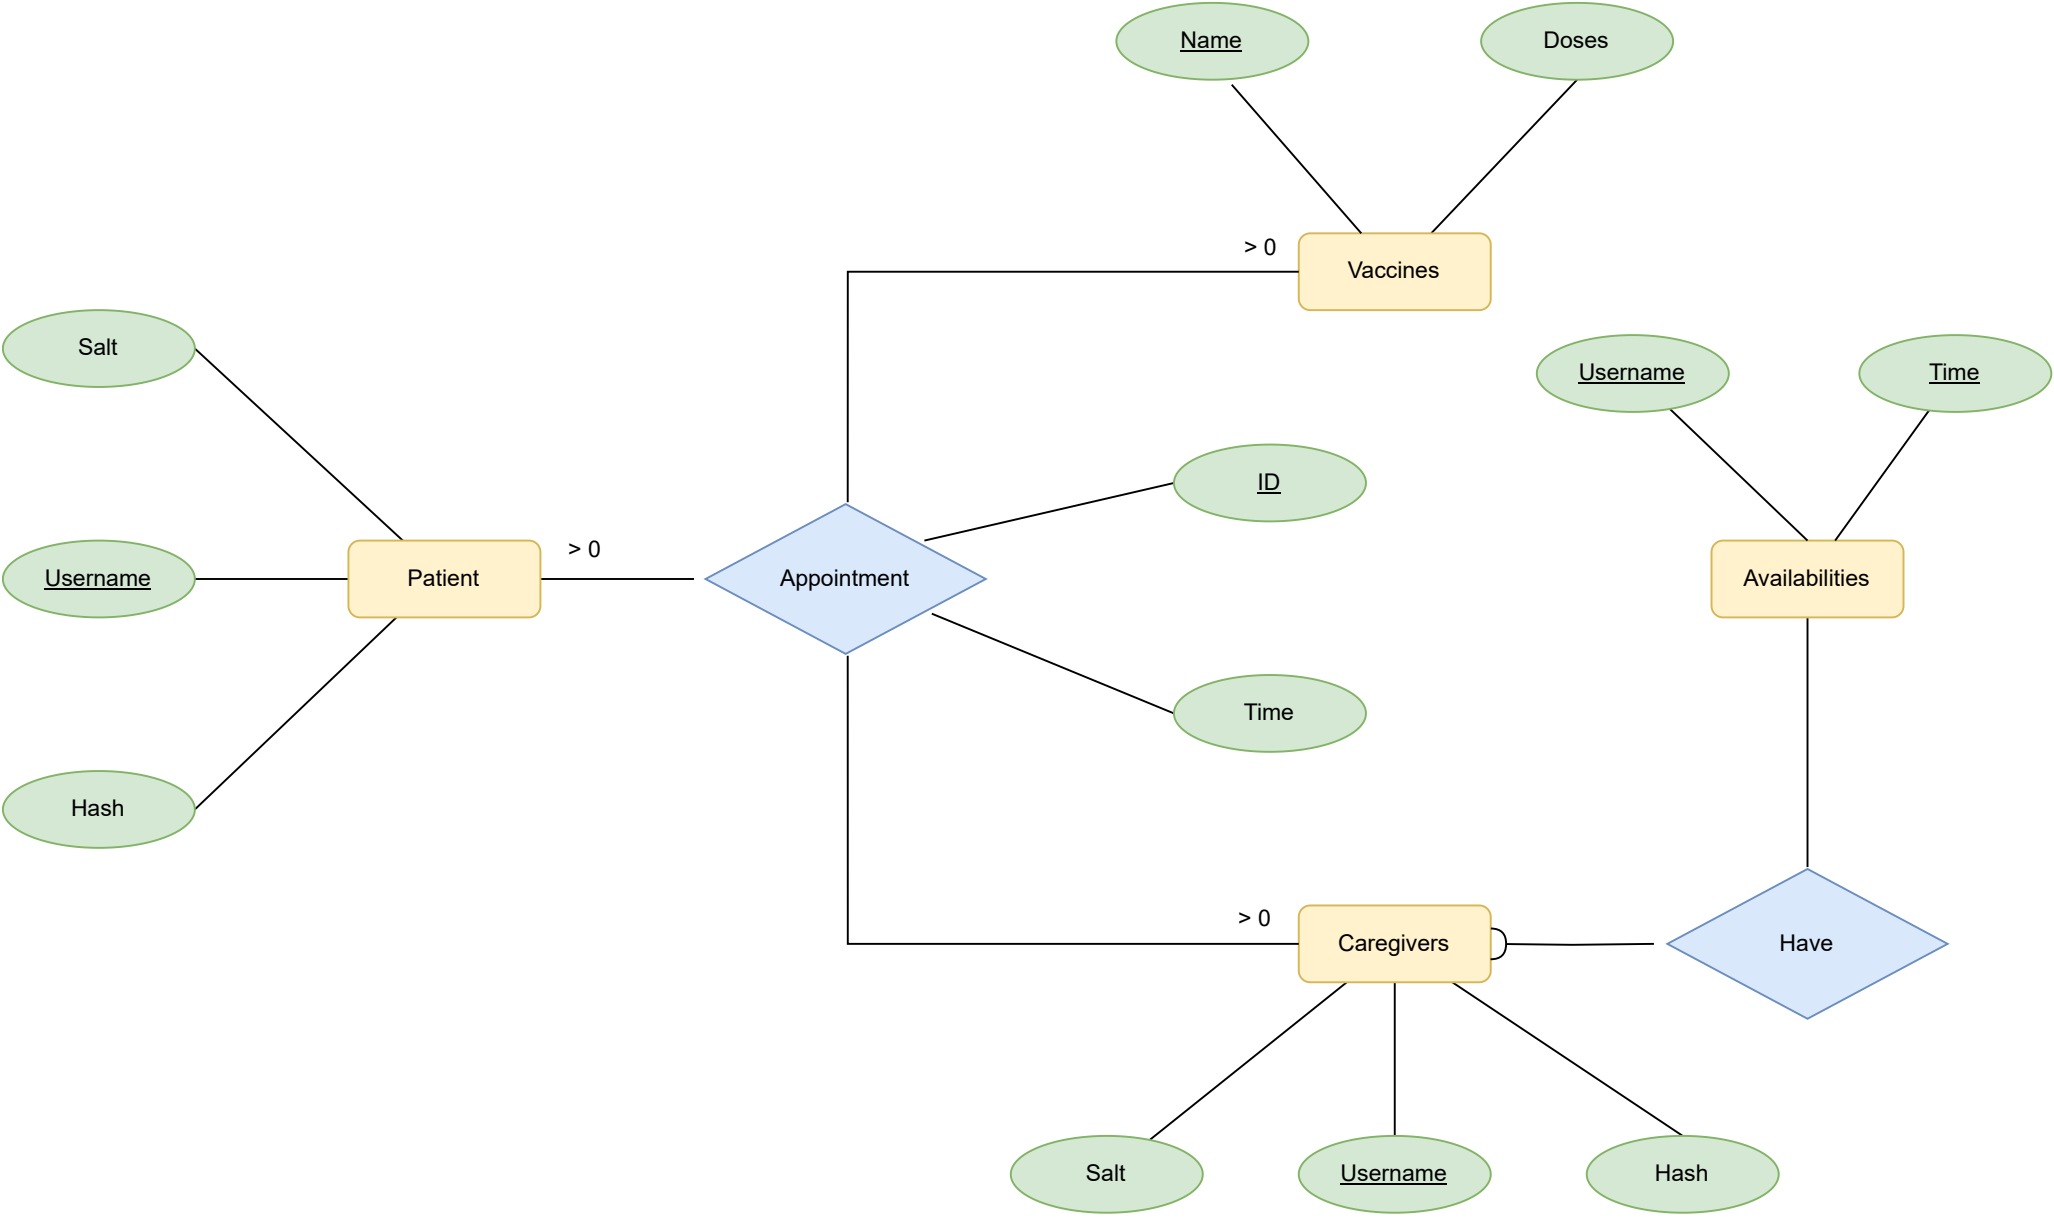 Name
Doses
> 0
Vaccines
Salt
Username
Time
ID
> 0
Username
Patient
Appointment
Availabilities
Time
Hash
> 0
Caregivers
Have
Salt
Username
Hash